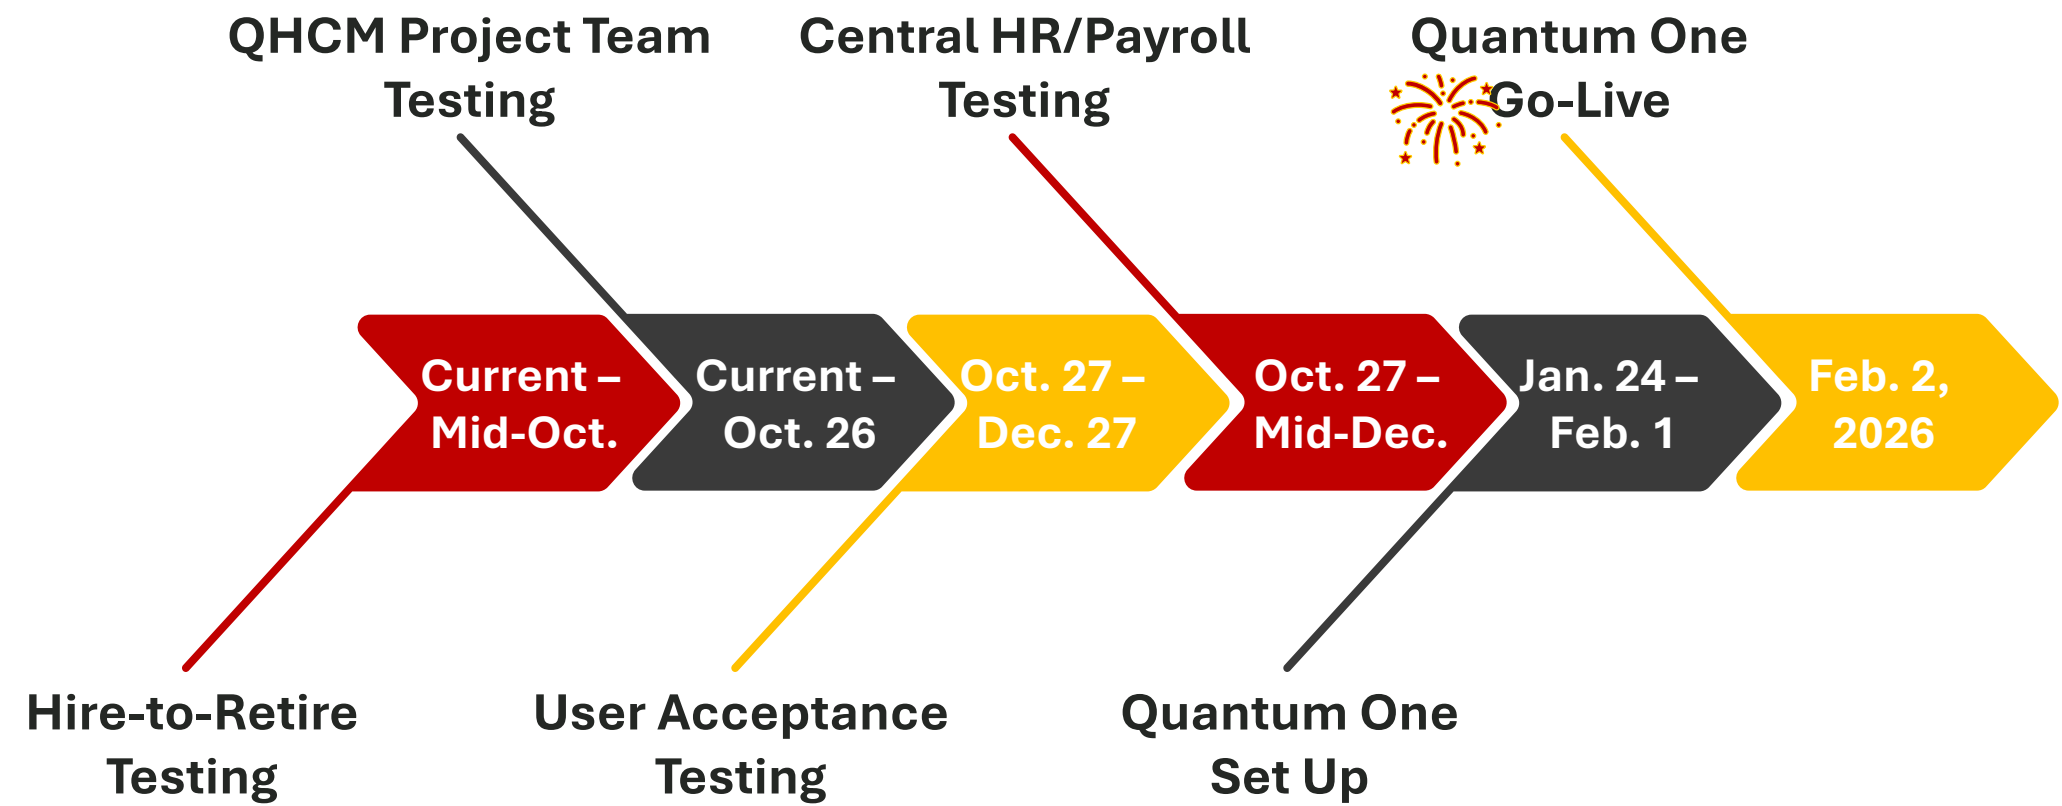 QHCM Project Team
Testing
Central HR/Payroll
Testing
Quantum One
Go-Live
Current –
Mid-Oct.
Current –
Oct. 26
Oct. 27 –
Dec. 27
Oct. 27 –
Mid-Dec.
Jan. 24 –
Feb. 1
Feb. 2,
2026
Hire-to-Retire
Testing
User Acceptance
Testing
Quantum One
Set Up